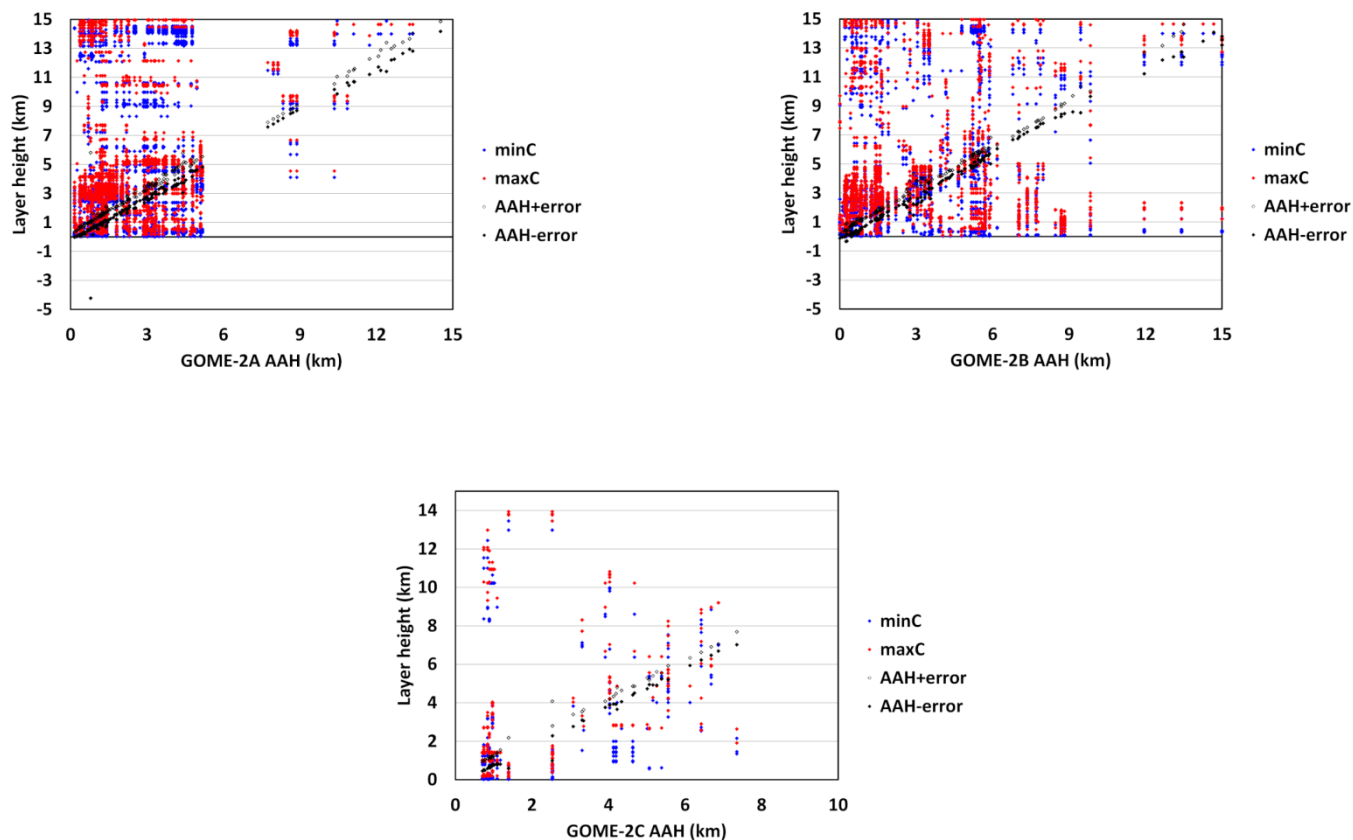 15
13
11
9
7
5
3
1
-1
-3
-5
Layer height (km)
0 3 6 9 12 15
GOME-2A AAH (km)
minC
maxC
AAH+error
AAH-error
15
13
11
9
7
5
3
1
-1
-3
-5
Layer height (km)
0 3 6 9 12 15
GOME-2B AAH (km)
minC
maxC
AAH+error
AAH-error
14
12
10
8
6
4
2
0
Layer height (km)
0 2 4 6 8 10
GOME-2C AAH (km)
minC
maxC
AAH+error
AAH-error